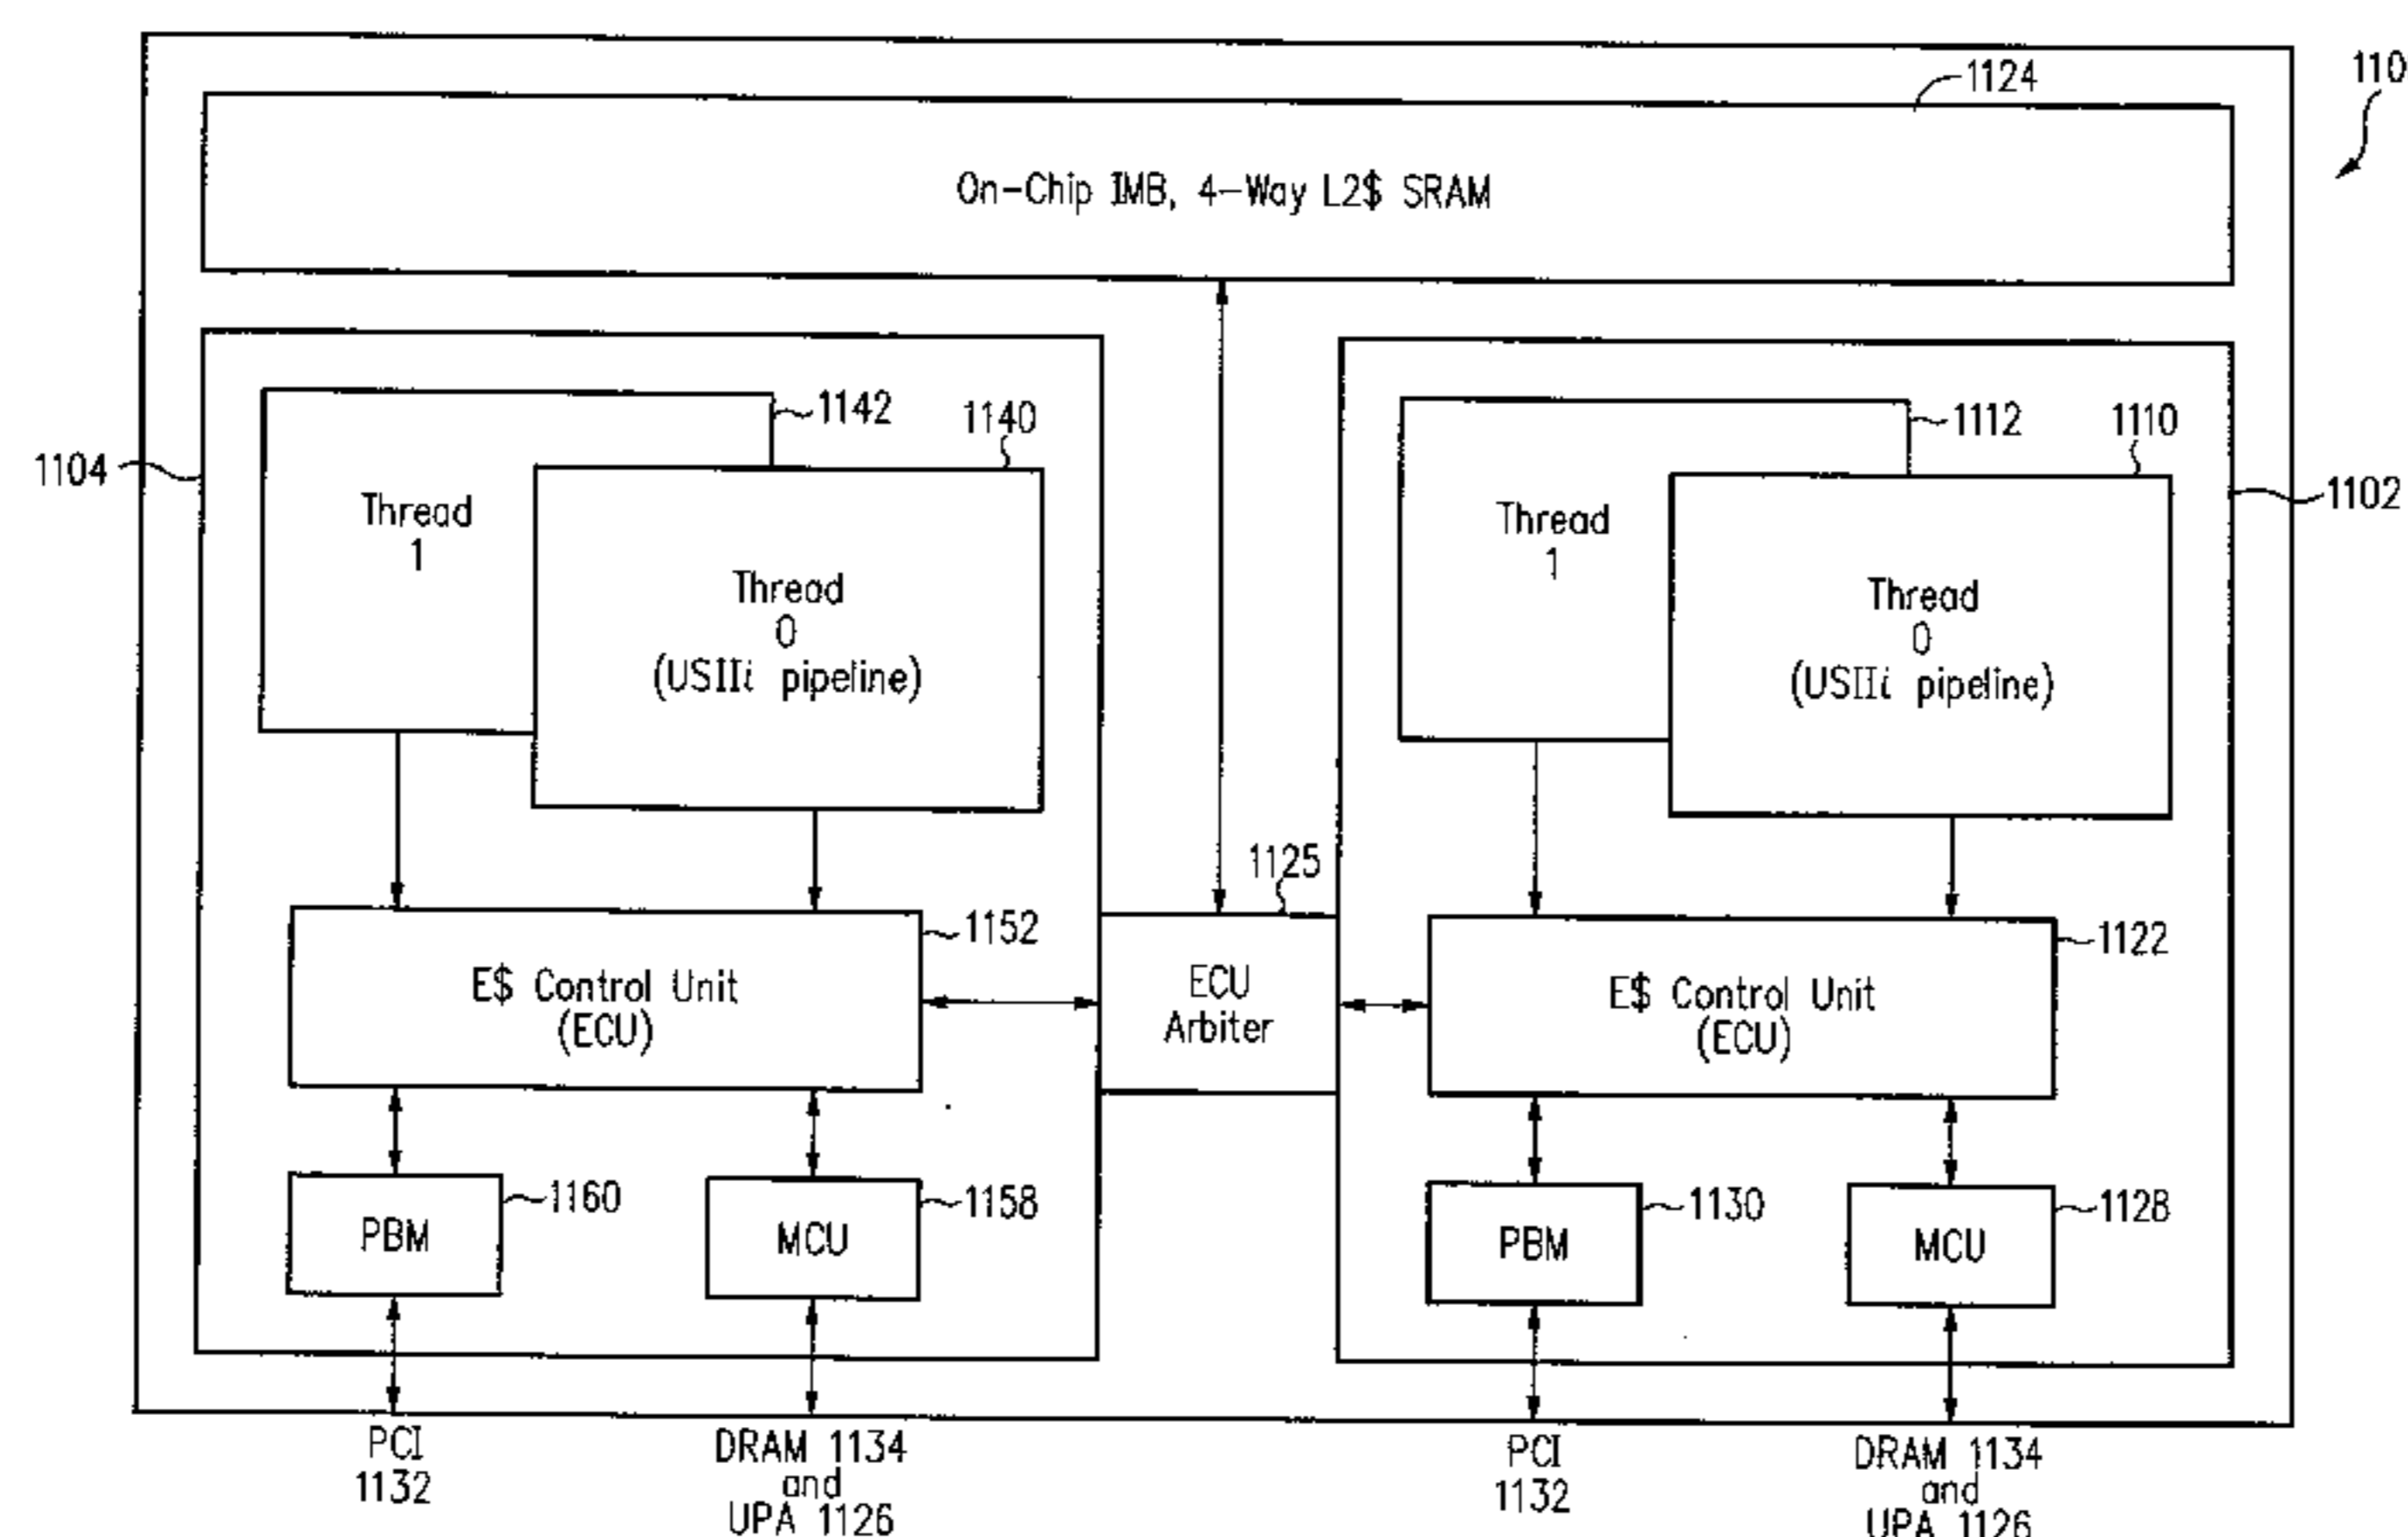 1124
110
On-Chip IMB, 4-Way L2$ SRAM
1104
1142
1140
Thread
1
Thread
0
(USIIi pipeline)
1112
1110
1102
Thread
1
Thread
0
(USIIi pipeline)
1125
1152
E$ Control Unit
(ECU)
ECU
Arbiter
1122
E$ Control Unit
(ECU)
1160
PBM
1158
MCU
1130
PBM
1128
MCU
PCI
1132
DRAM 1134
and
UPA 1126
PCI
1132
DRAM 1134
and
UPA 1126